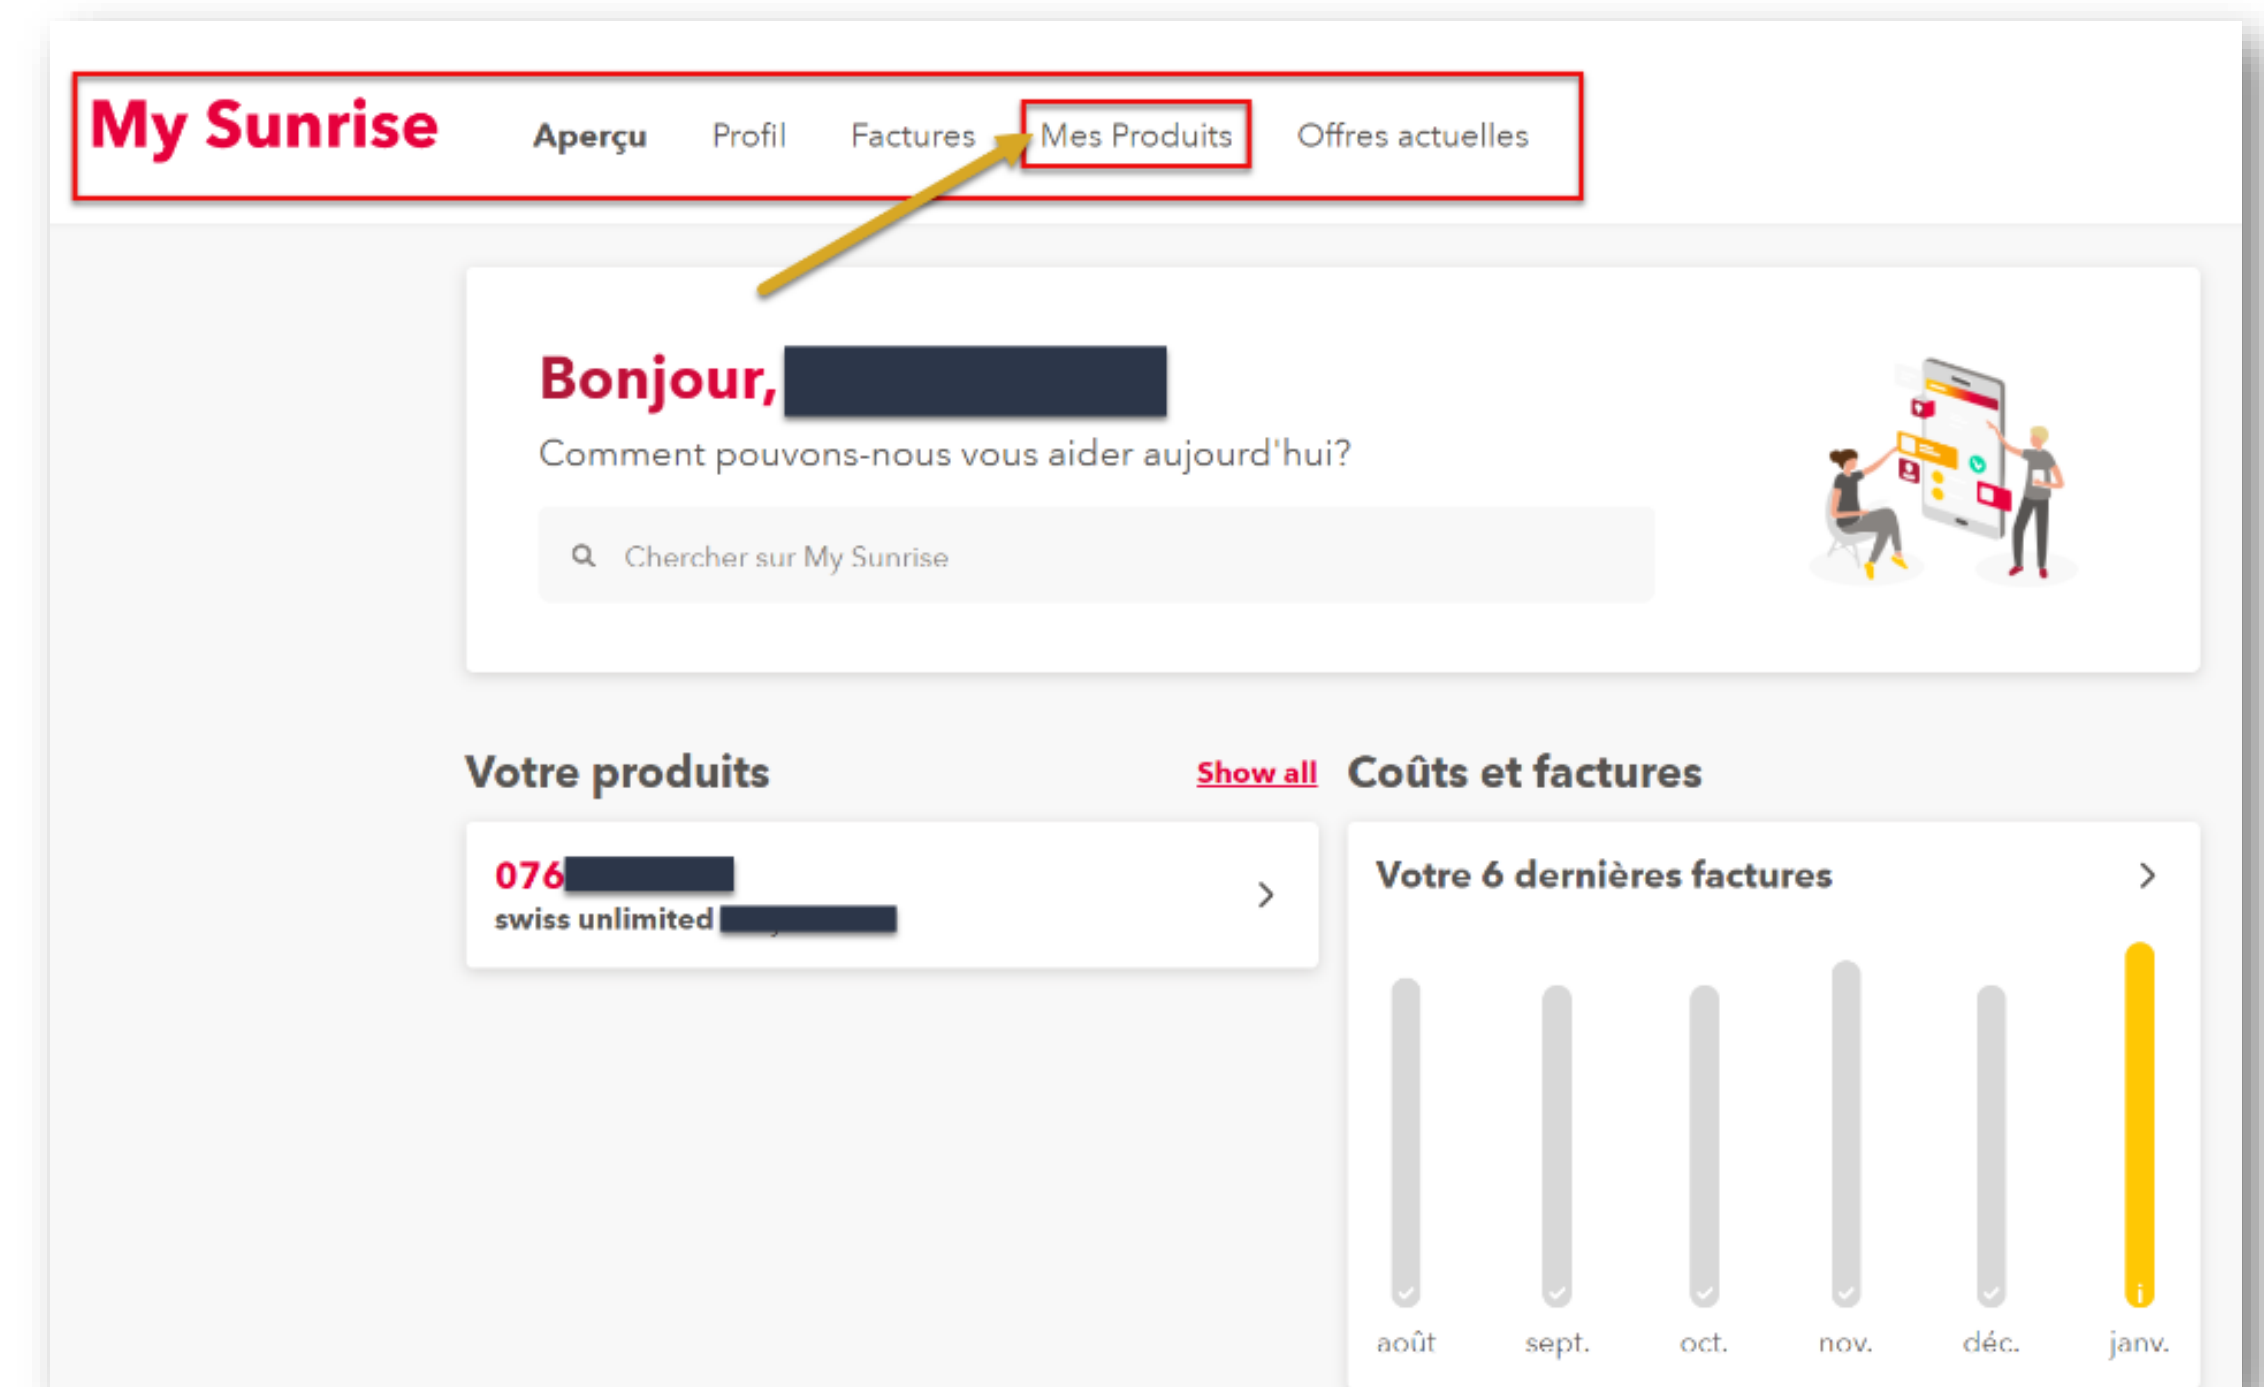 My Sunrise Aperçu Profil Factures Mes Produits Offres actuelles
Bonjour,
Comment pouvons-nous vous aider aujourd'hui?
Chercher sur My Sunrise
Votre produits Show all
076
swiss unlimited
Coûts et factures
Votre 6 dernières factures
août sept. oct. nov. déc. janv.